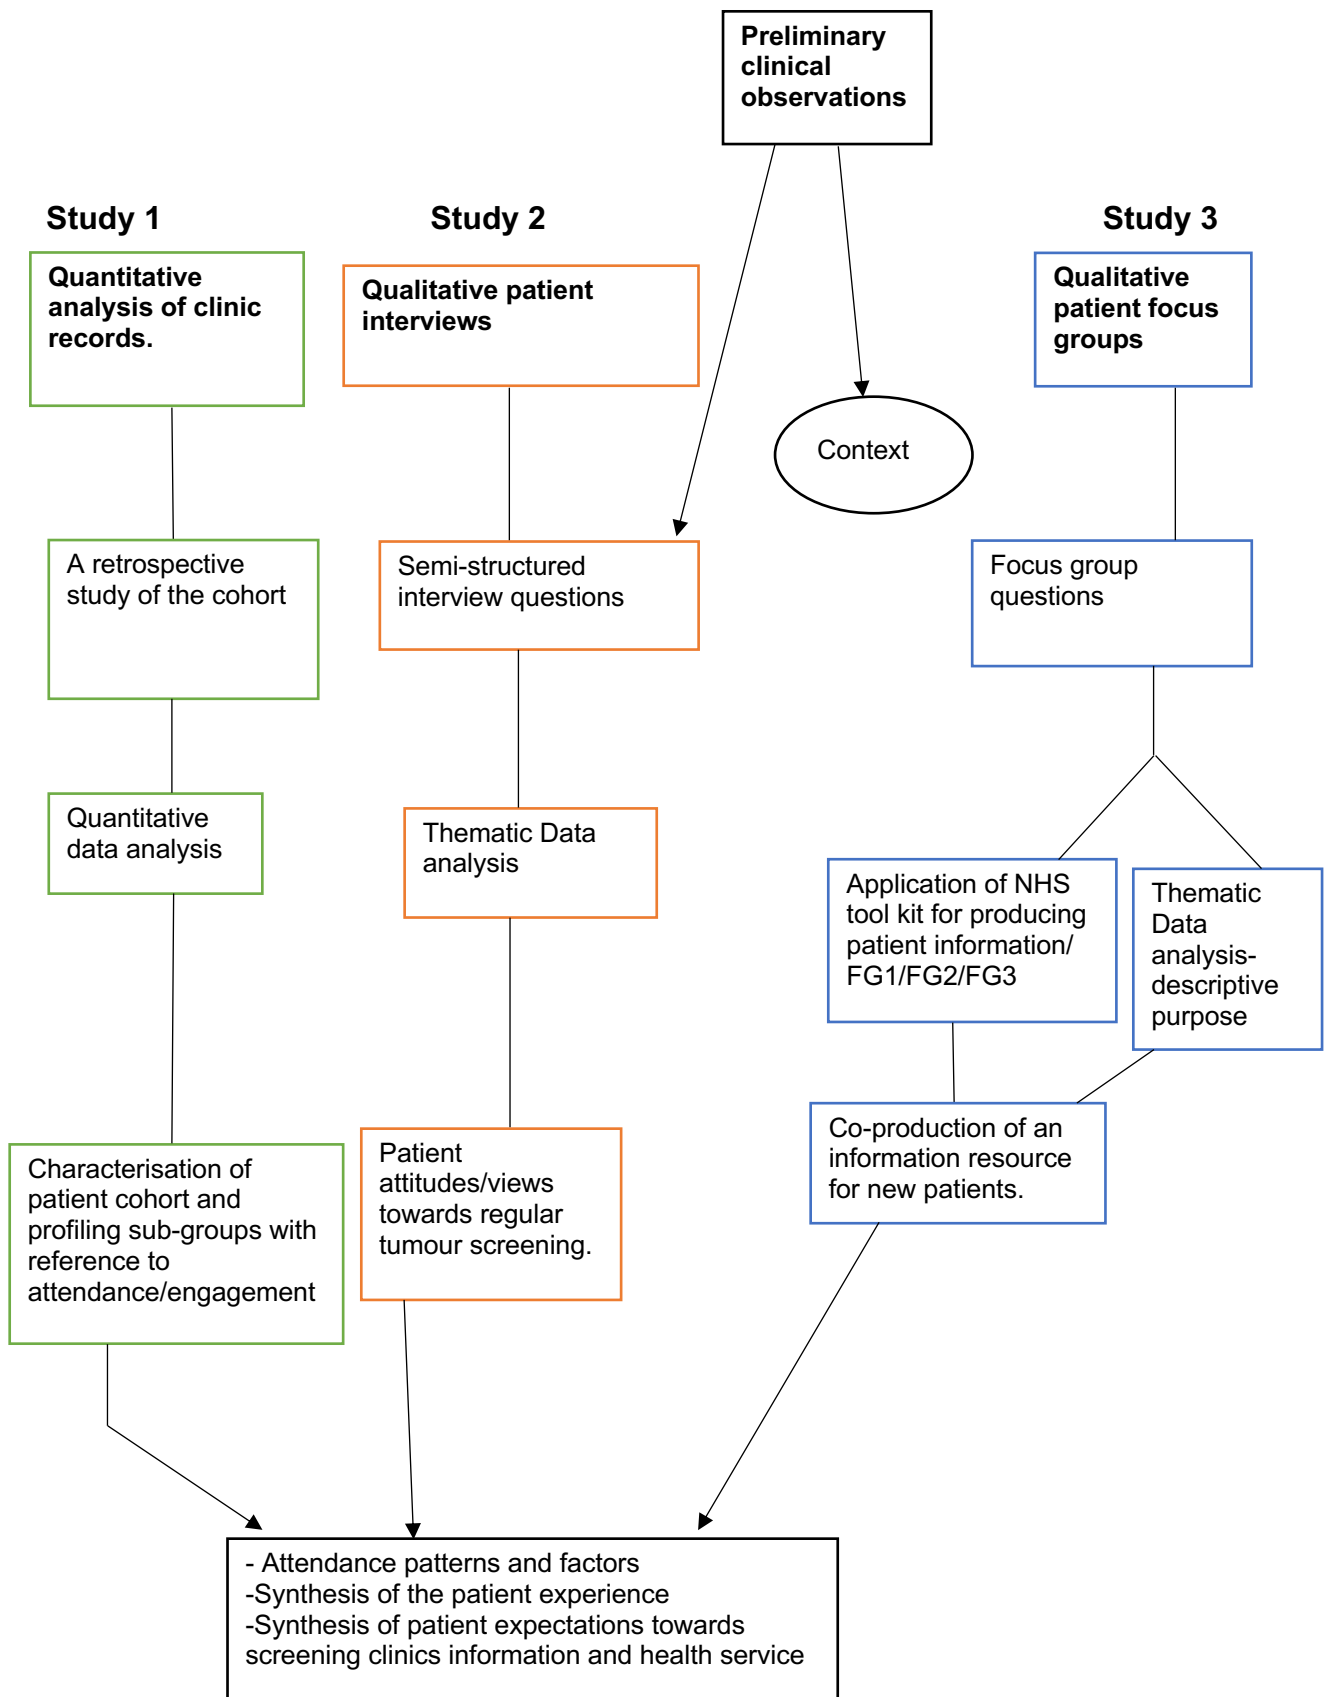 Preliminary
clinical
observations
Study 1
Study 2
Study 3
Quantitative
analysis of clinic
records.
Qualitative patient
interviews
Qualitative
patient focus
groups
Context
A retrospective
study of the cohort
Semi-structured
interview questions
Focus group
questions
Quantitative
data analysis
Thematic Data
analysis
Application of NHS
tool kit for producing
patient information/
FG1/FG2/FG3
Thematic
Data
analysis-
descriptive
purpose
Characterisation of
patient cohort and
profiling sub-groups with
reference to
attendance/engagement
Patient
attitudes/views
towards regular
tumour screening.
Co-production of an
information resource
for new patients.
- Attendance patterns and factors
-Synthesis of the patient experience
-Synthesis of patient expectations towards
screening clinics information and health service